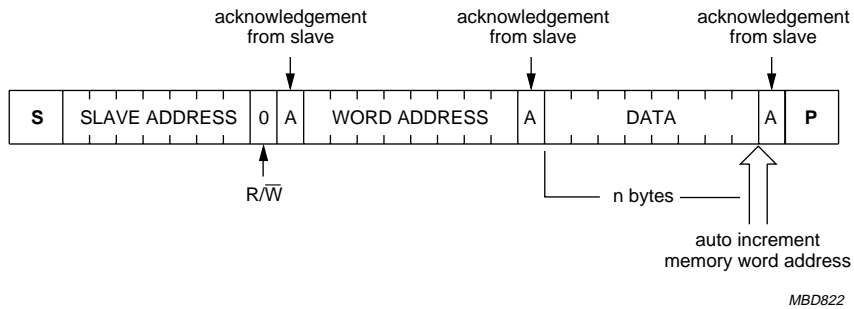 acknowledgement
from slave
acknowledgement
from slave
acknowledgement
from slave
S SLAVE ADDRESS 0 A WORD ADDRESS A DATA A P
R/W̅
n bytes
auto increment
memory word address
MBD822